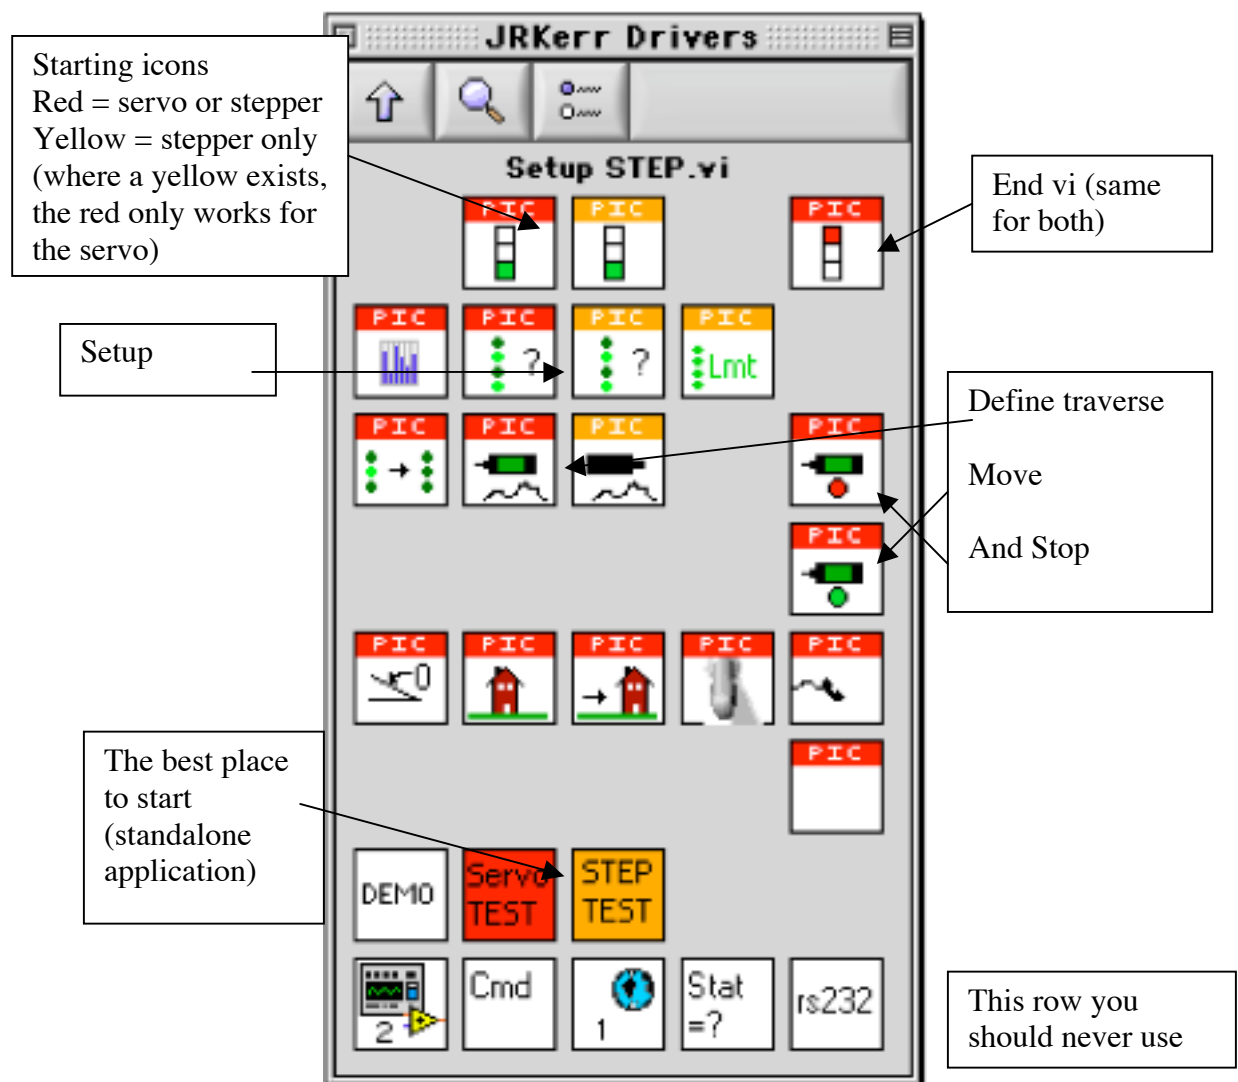 JRKerr Drivers
Starting icons
Red = servo or stepper
Yellow = stepper only
(where a yellow exists,
the red only works for
the servo)
Setup STEP.vi
PIC
PIC
PIC
End vi (same
for both)
Setup
PIC
PIC
?
PIC
?
PIC
Lmt
PIC
PIC
PIC
PIC
Define traverse
Move
And Stop
PIC
PIC
0
PIC
PIC
PIC
PIC
The best place
to start
(standalone
application)
PIC
DEMO
Servo
TEST
STEP
TEST
2
Cmd
1
Stat
=?
rs232
This row you
should never use